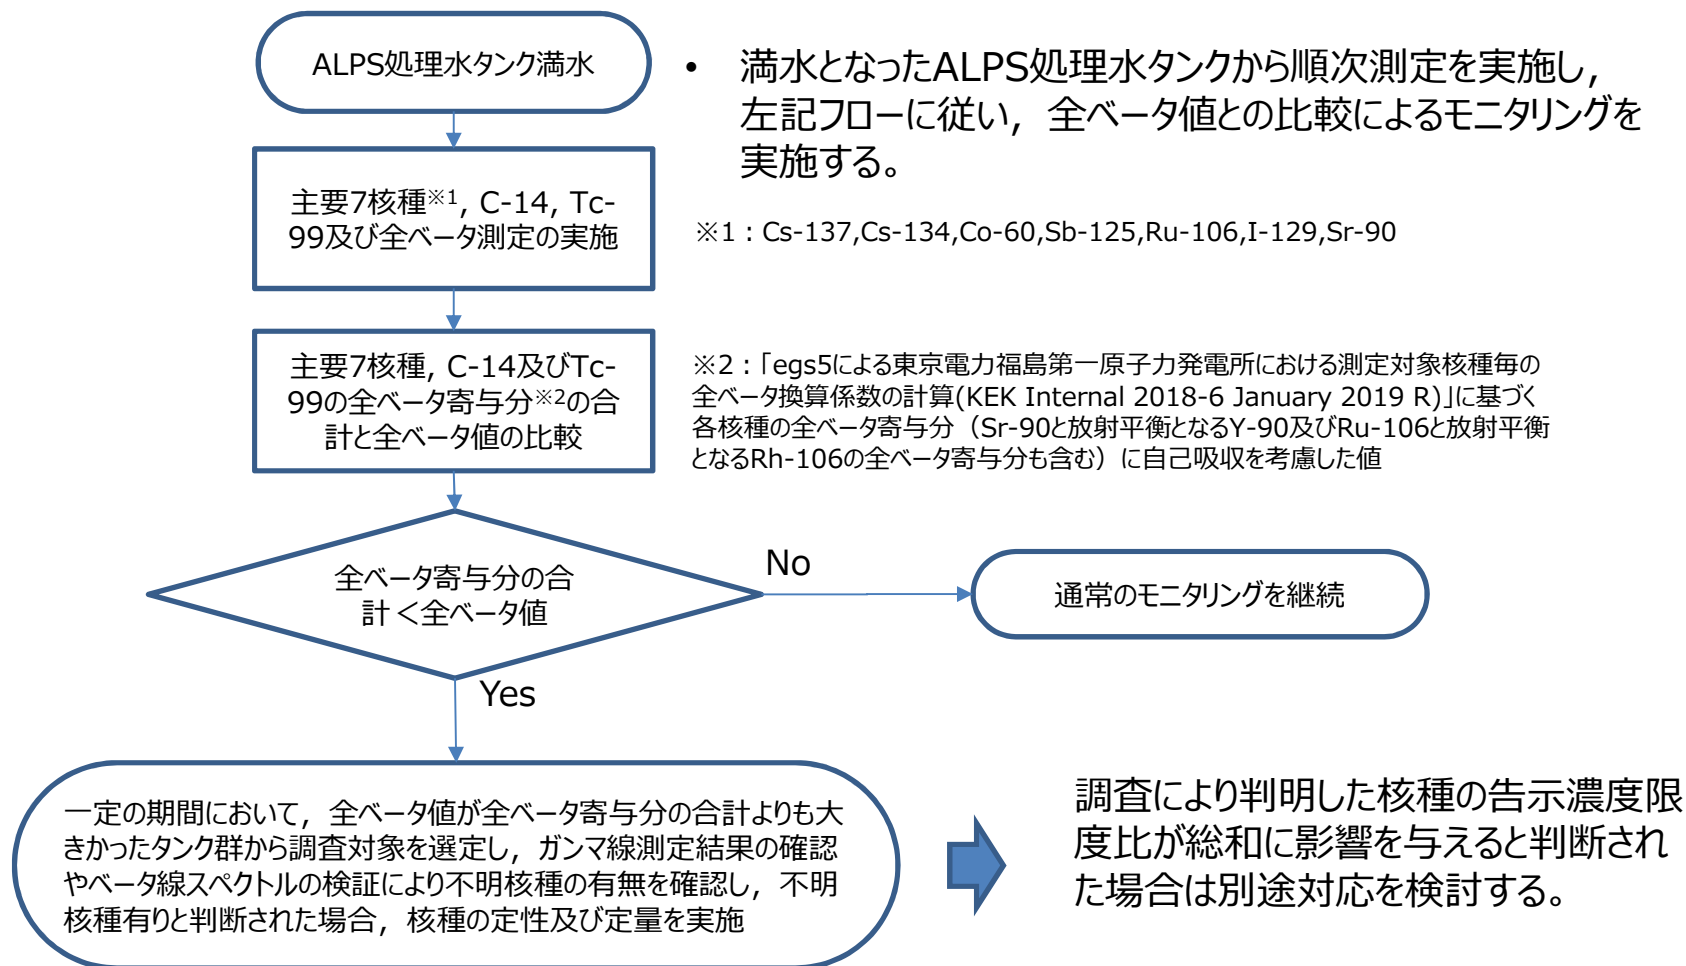 ALPS処理水タンク満水
• 満水となったALPS処理水タンクから順次測定を実施し，
左記フローに従い，全ベータ値との比較によるモニタリングを
実施する。
主要7核種※1, C-14, Tc-
99及び全ベータ測定の実施
※1：Cs-137,Cs-134,Co-60,Sb-125,Ru-106,I-129,Sr-90
主要7核種, C-14及びTc-
99の全ベータ寄与分※2の合
計と全ベータ値の比較
※2：「egs5による東京電力福島第一原子力発電所における測定対象核種毎の
全ベータ換算係数の計算(KEK Internal 2018-6 January 2019 R)」に基づく
各核種の全ベータ寄与分（Sr-90と放射平衡となるY-90及びRu-106と放射平衡
となるRh-106の全ベータ寄与分も含む）に自己吸収を考慮した値
全ベータ寄与分の合
計＜全ベータ値
No
通常のモニタリングを継続
Yes
一定の期間において，全ベータ値が全ベータ寄与分の合計よりも大
きかったタンク群から調査対象を選定し，ガンマ線測定結果の確認
やベータ線スペクトルの検証により不明核種の有無を確認し，不明
核種有りと判断された場合，核種の定性及び定量を実施
調査により判明した核種の告示濃度限
度比が総和に影響を与えると判断され
た場合は別途対応を検討する。